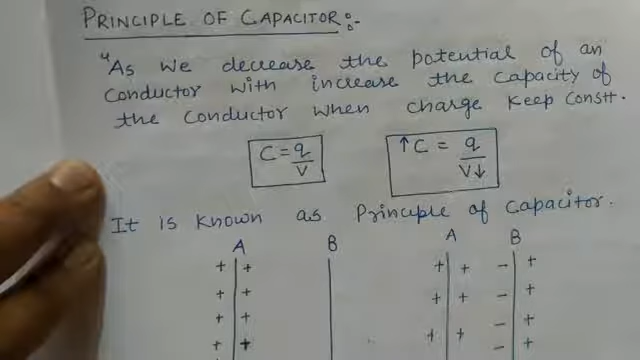 PRINCIPLE OF CAPACITOR:-
"As we decrease the potential of an
conductor with increase the capacity of
the conductor when charge keep constt.
C = q/V ↑C = q/V↓
It is known as Principle of Capacitor.
A B A B
+ + + + - +
+ + + + - +
+ + + + - +
+ + - +